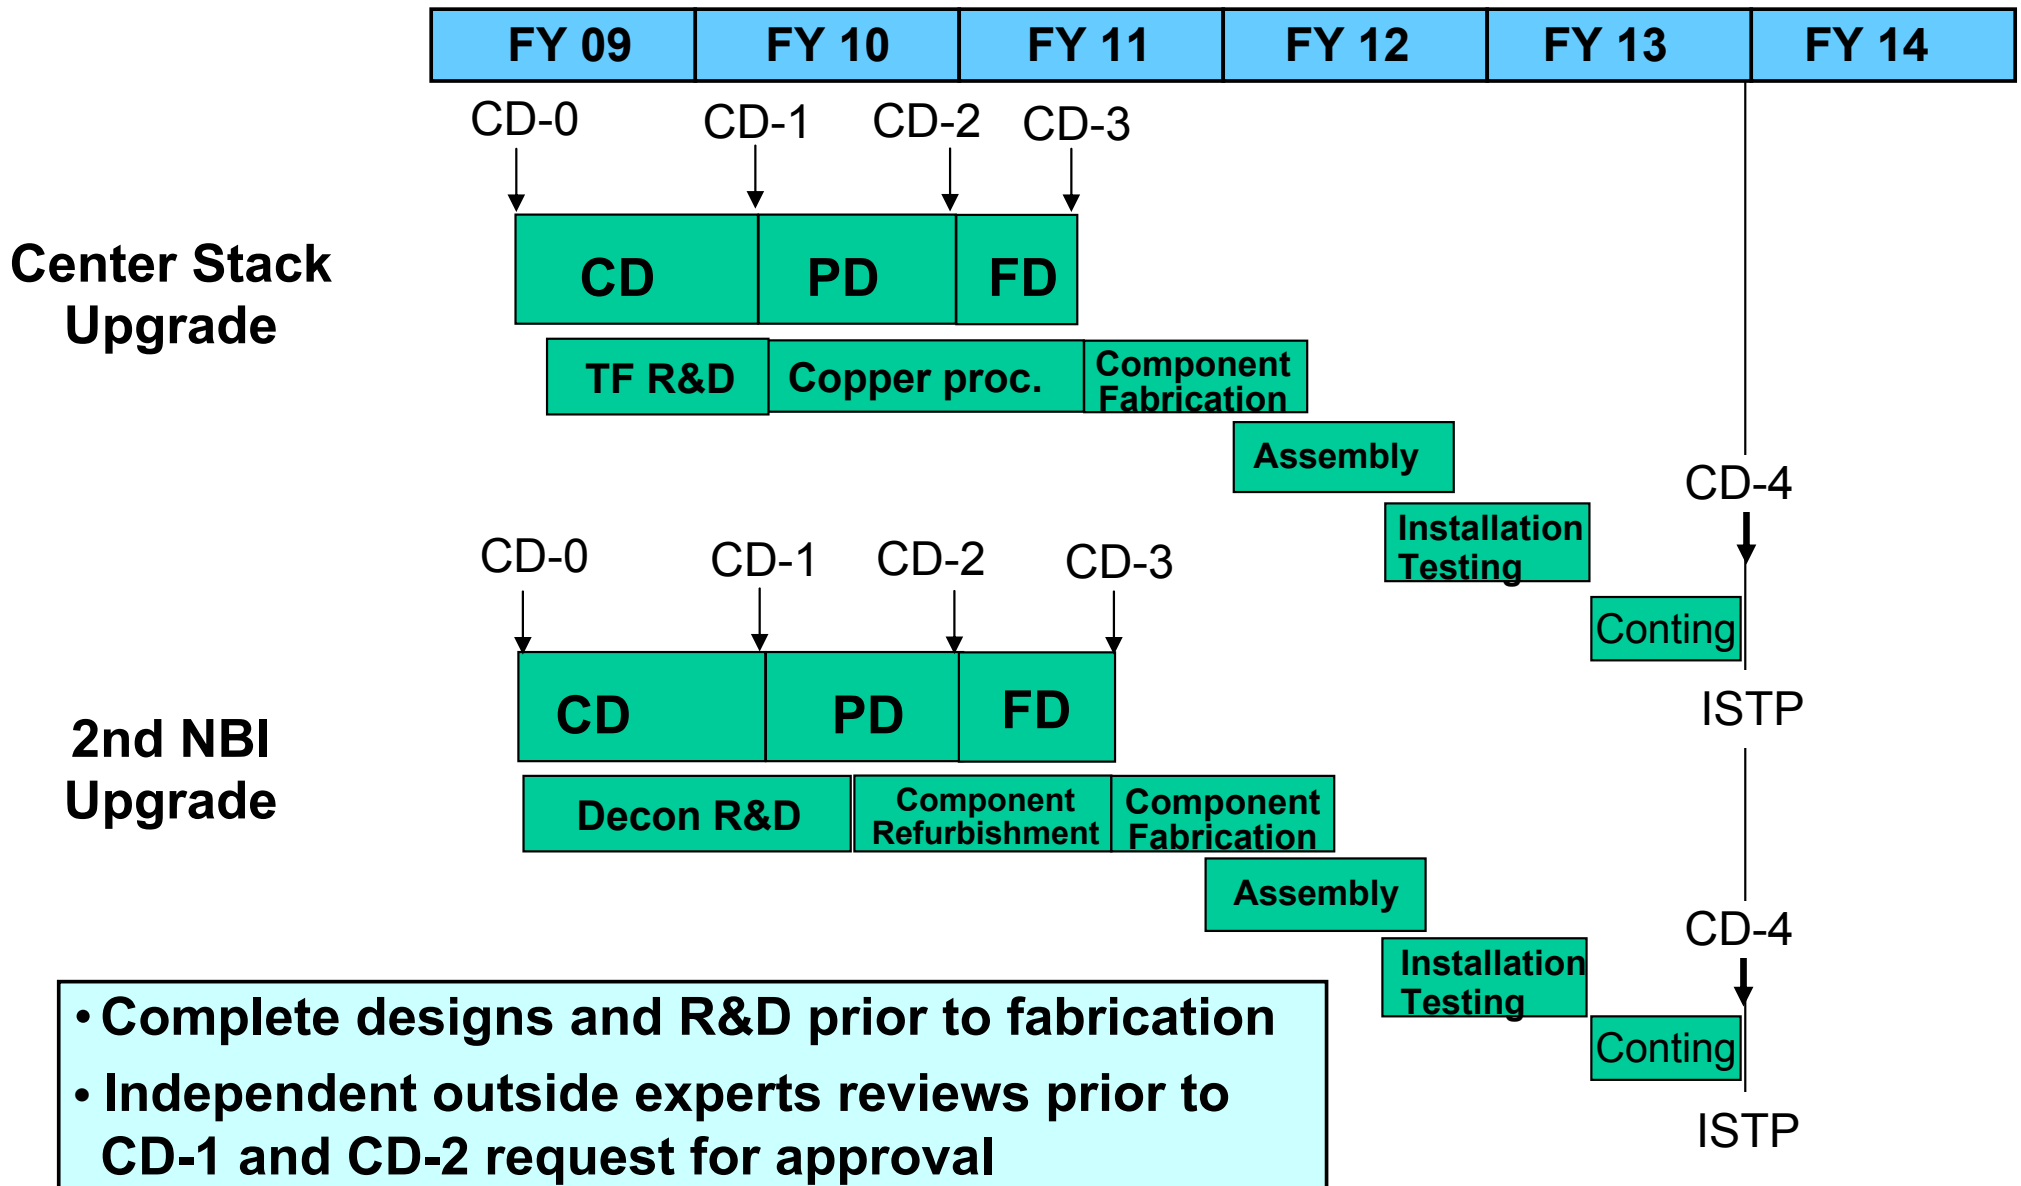 FY 09 FY 10 FY 11 FY 12 FY 13 FY 14
CD-0 CD-1 CD-2 CD-3
Center Stack
Upgrade
CD PD FD
TF R&D Copper proc. Component
Fabrication
Assembly
CD-4
Installation
Testing
Conting
ISTP
CD-0 CD-1 CD-2 CD-3
2nd NBI
Upgrade
CD PD FD
Decon R&D
Component
Refurbishment
Component
Fabrication
Assembly
CD-4
Installation
Testing
Conting
ISTP
• Complete designs and R&D prior to fabrication
• Independent outside experts reviews prior to
CD-1 and CD-2 request for approval